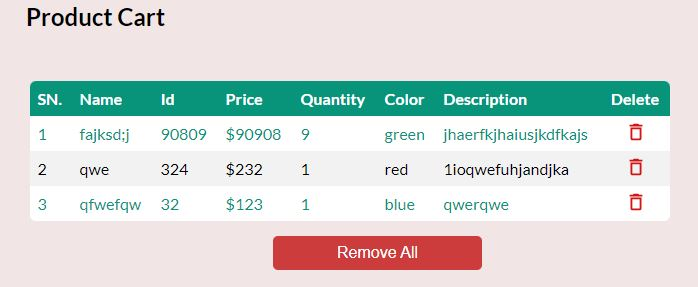 Product Cart
SN. Name Id Price Quantity Color Description Delete
1 fajksd;j 90809 $90908 9 green jhaerfkjhaiusjkdfkajs
2 qwe 324 $232 1 red 1ioqwefuhjandjka
3 qfwefqw 32 $123 1 blue qwerqwe
Remove All